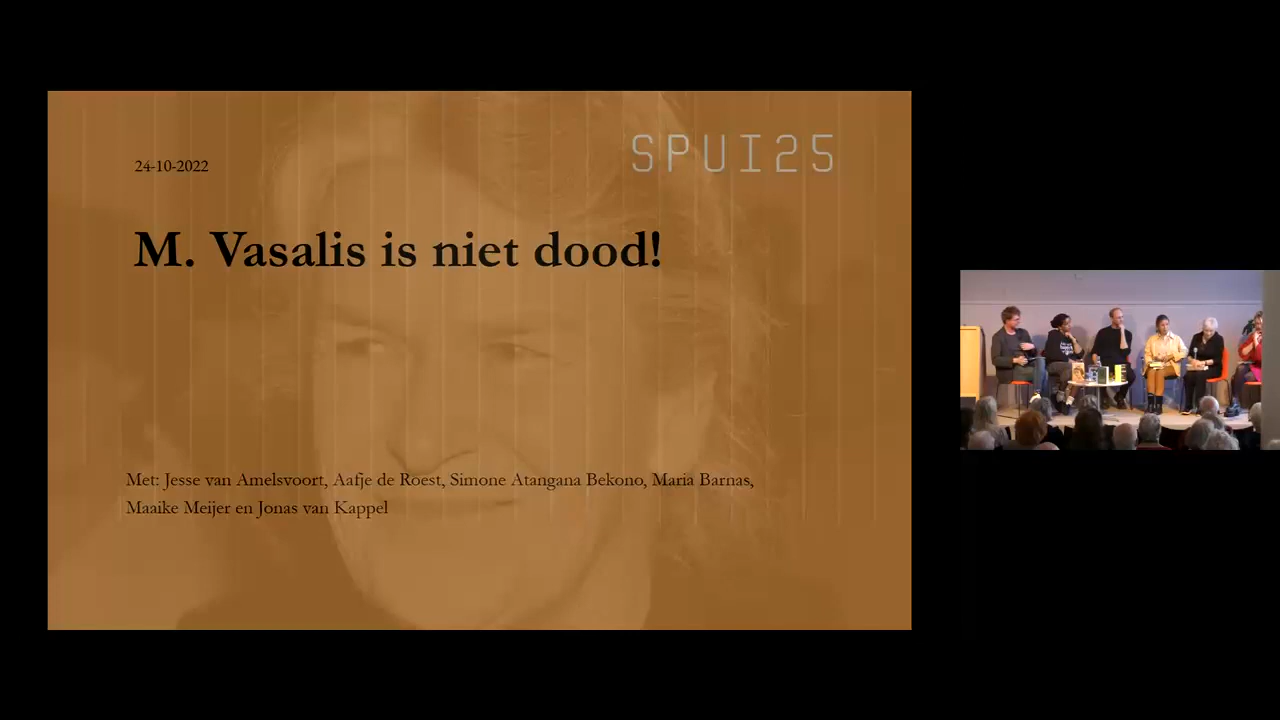 SPUI25
24-10-2022
M. Vasalis is niet dood!
Met: Jesse van Amelsvoort, Aafje de Roest, Simone Atangana Bekono, Maria Barnas,
Maaike Meijer en Jonas van Kappel